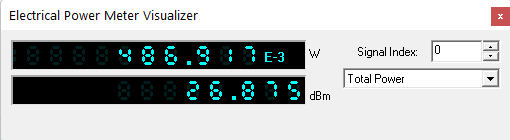 Electrical Power Meter Visualizer
486.917 E-3 W
Signal Index: 0
Total Power
26.875 dBm